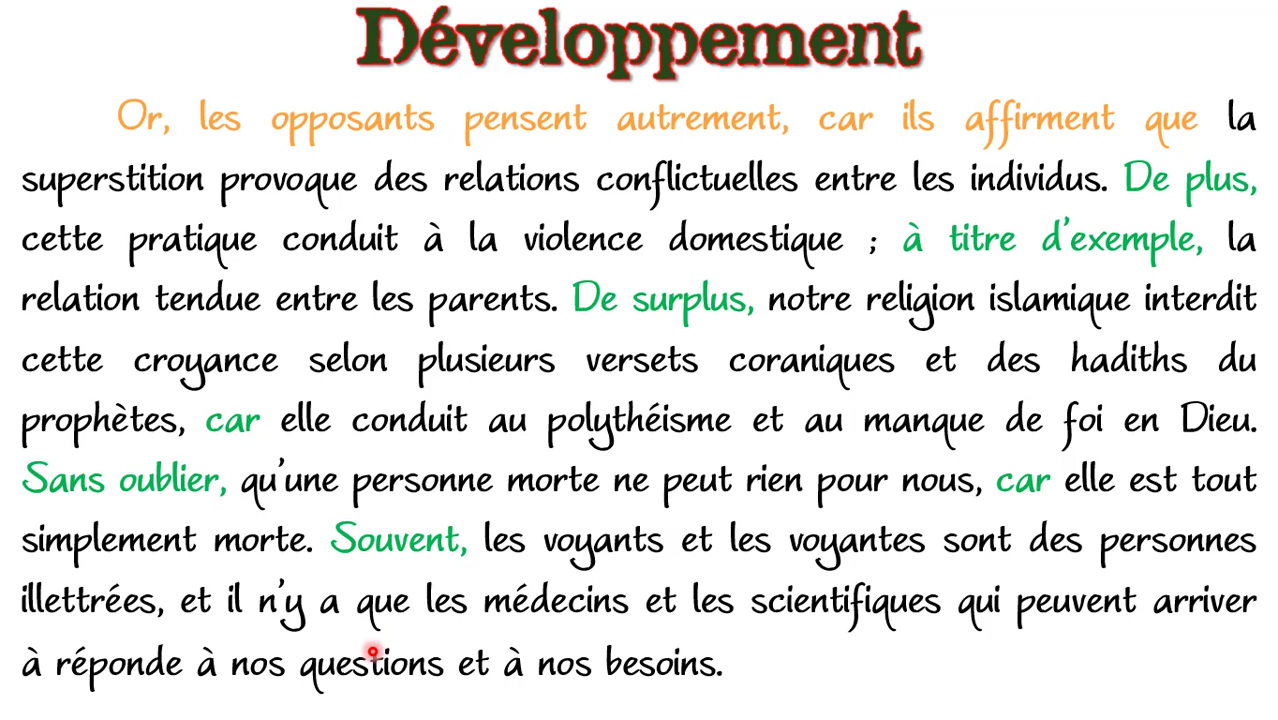 Développement
Or, les opposants pensent autrement, car ils affirment que la
superstition provoque des relations conflictuelles entre les individus. De plus,
cette pratique conduit à la violence domestique ; à titre d'exemple, la
relation tendue entre les parents. De surplus, notre religion islamique interdit
cette croyance selon plusieurs versets coraniques et des hadiths du
prophètes, car elle conduit au polythéisme et au manque de foi en Dieu.
Sans oublier, qu'une personne morte ne peut rien pour nous, car elle est tout
simplement morte. Souvent, les voyants et les voyantes sont des personnes
illettrées, et il n'y a que les médecins et les scientifiques qui peuvent arriver
à réponde à nos questions et à nos besoins.